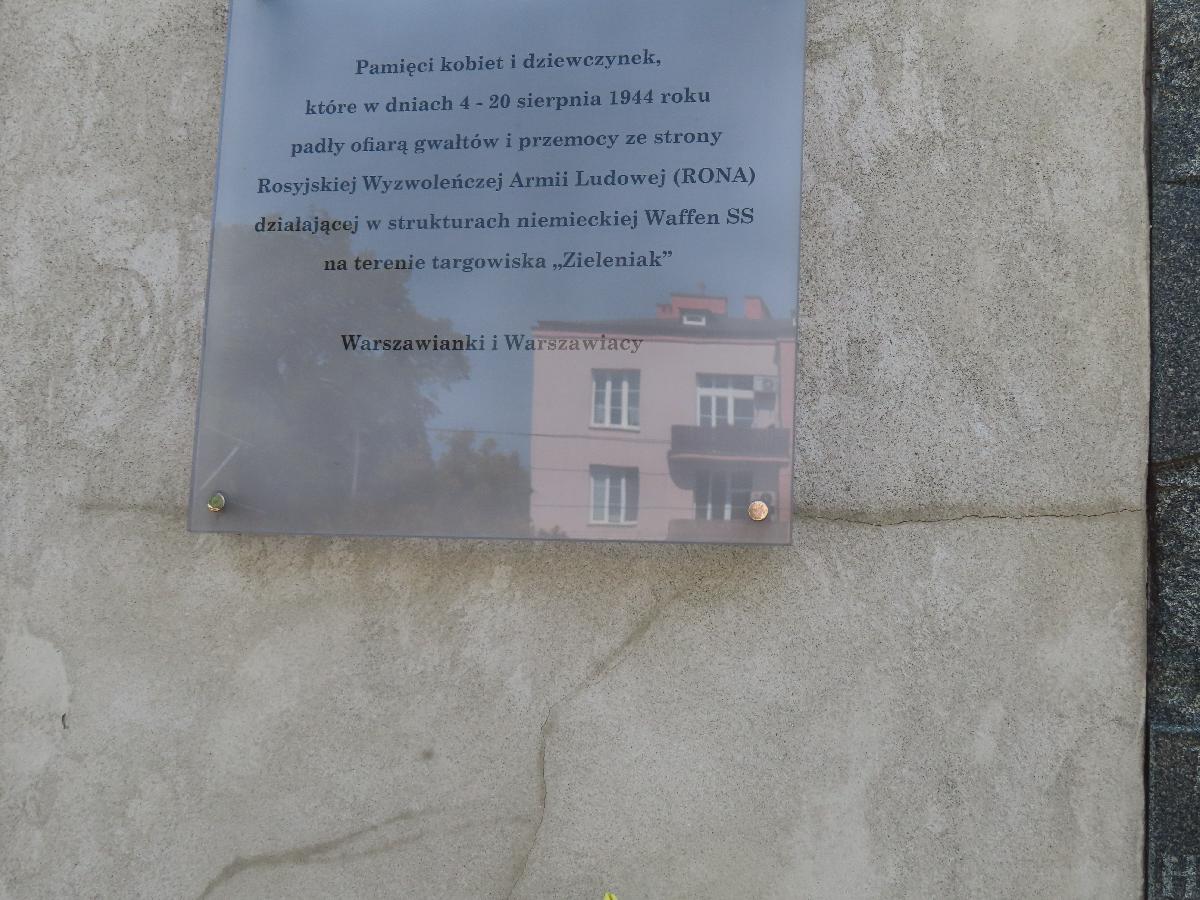 Pamięci kobiet i dziewczynek,
które w dniach 4 - 20 sierpnia 1944 roku
padły ofiarą gwałtów i przemocy ze strony
Rosyjskiej Wyzwoleńczej Armii Ludowej (RONA)
działającej w strukturach niemieckiej Waffen SS
na terenie targowiska „Zieleniak”
Warszawianki i Warszawiacy